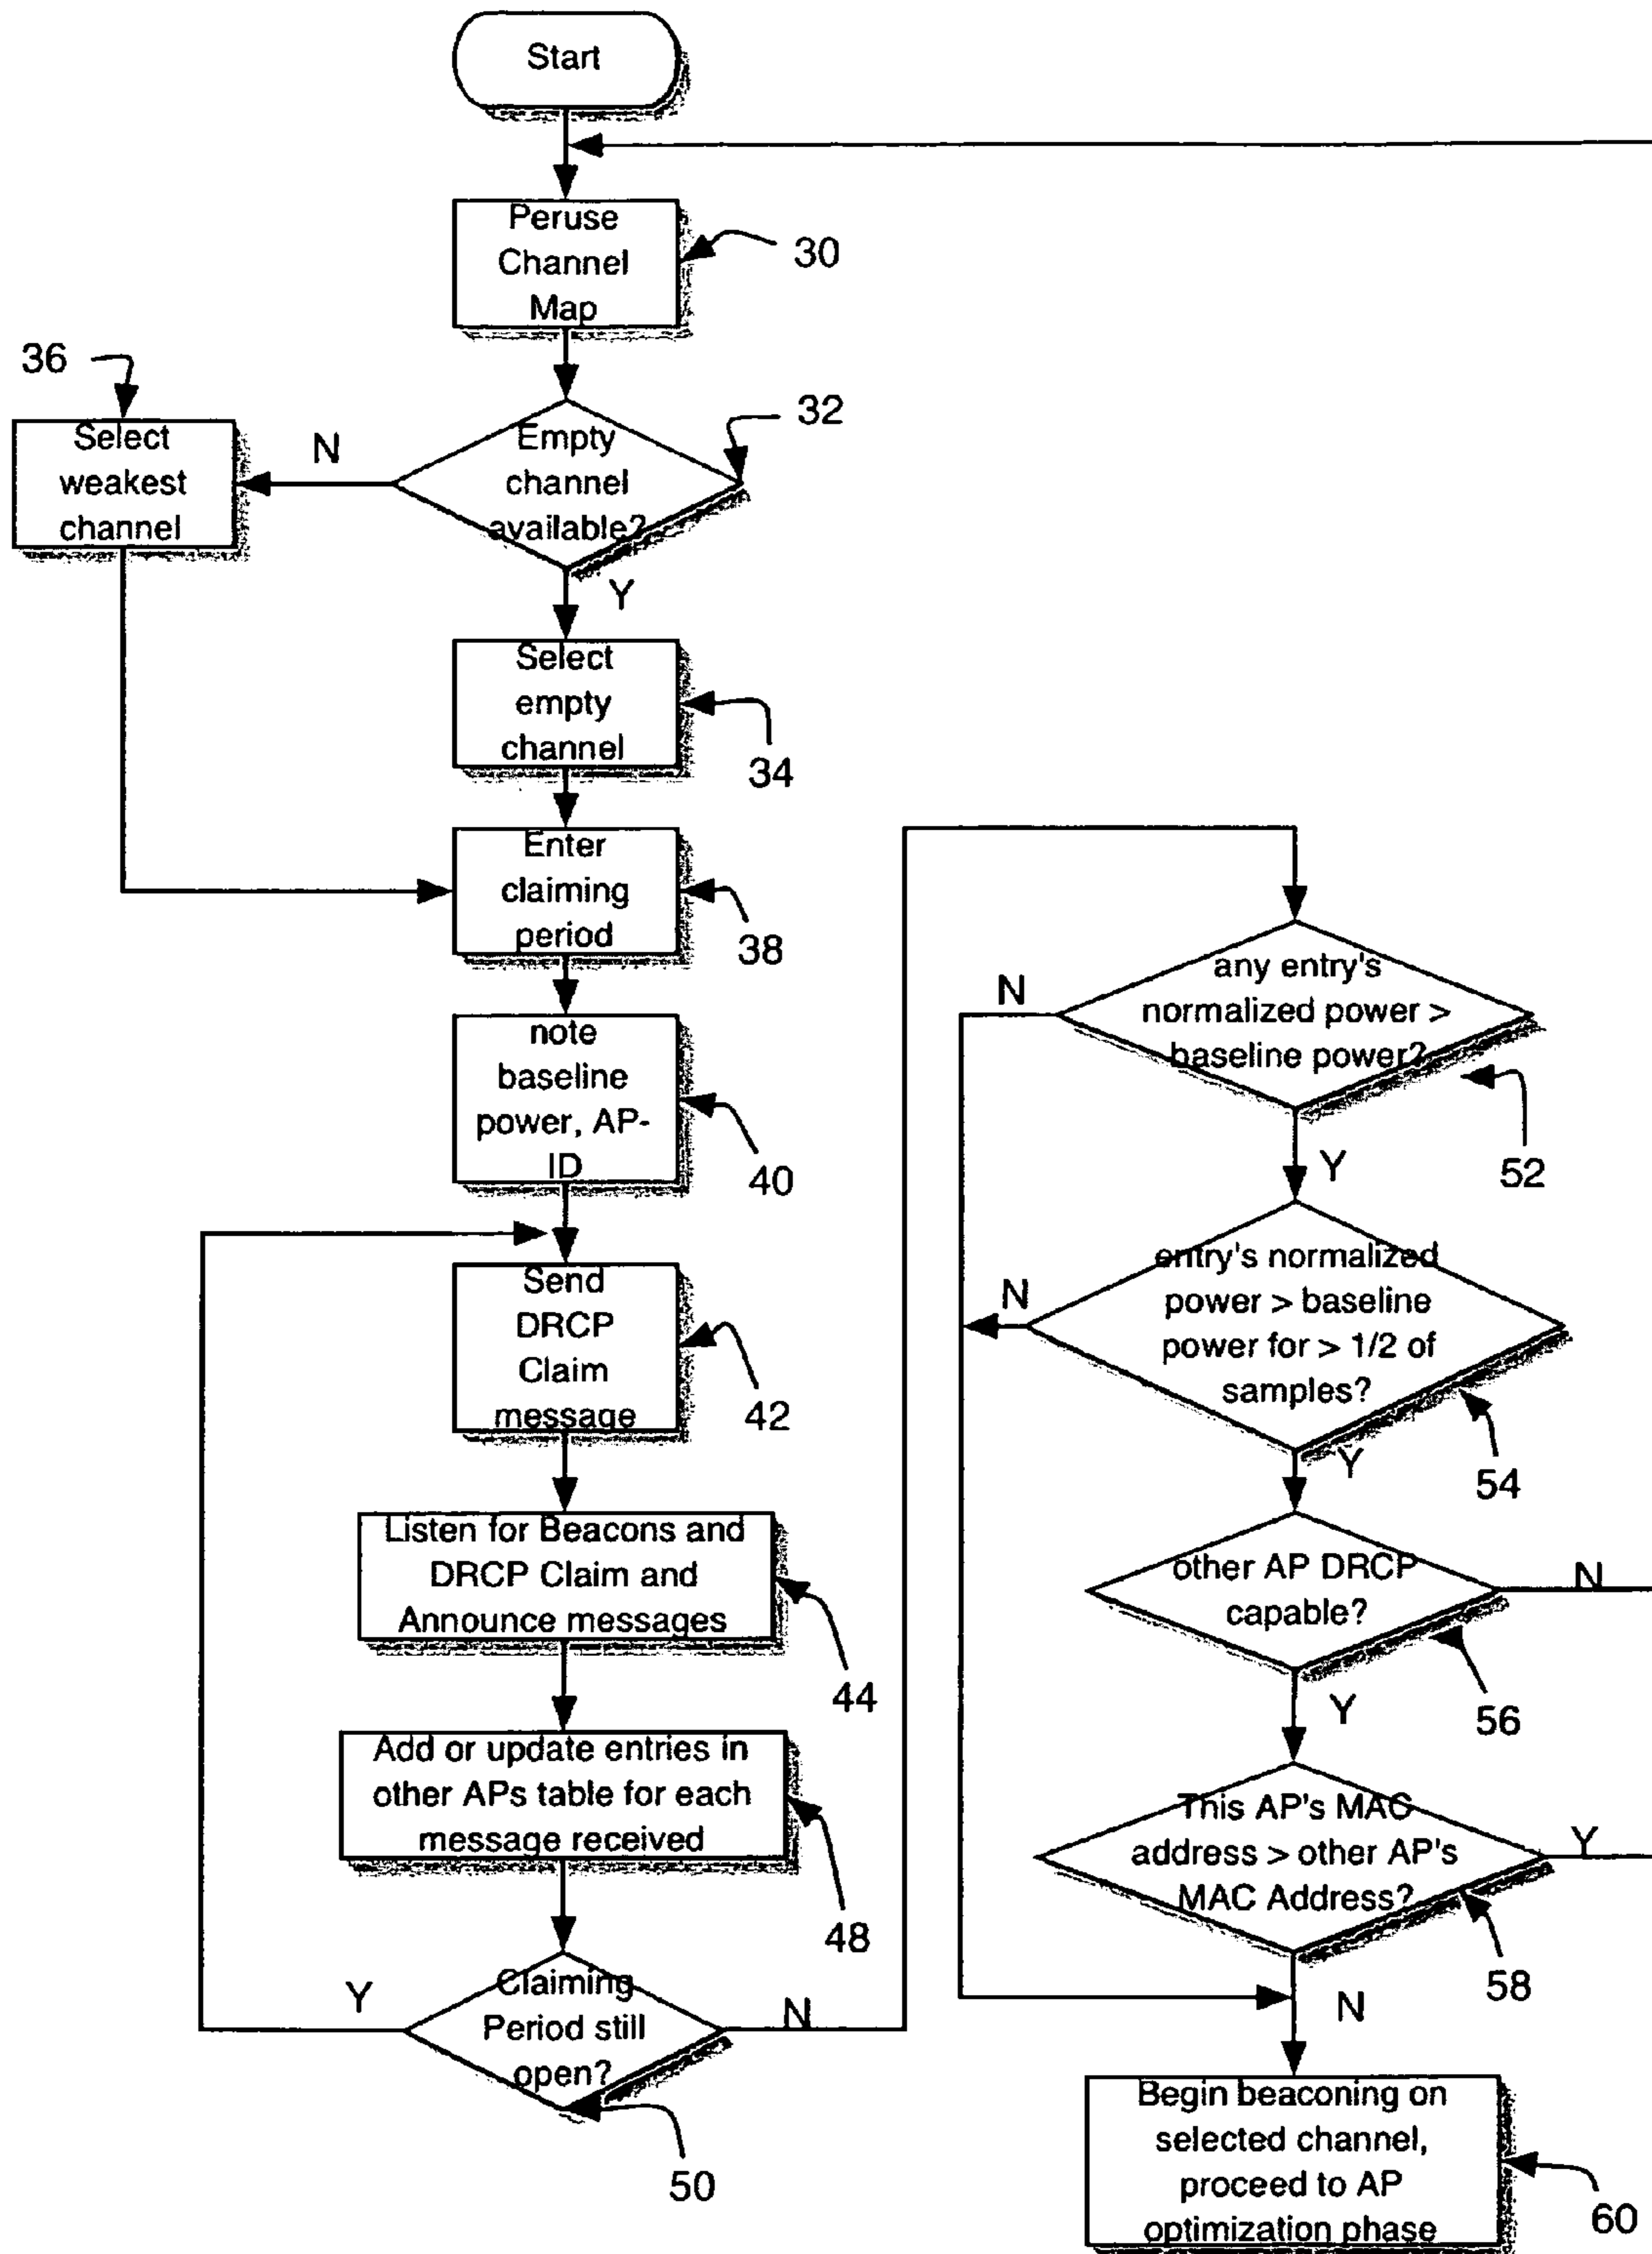 Start
Peruse
Channel
Map
30
36
Select
weakest
channel
N
Empty
channel
available?
32
Y
Select
empty
channel
34
Enter
claiming
period
38
note
baseline
power, AP-
ID
40
Send
DRCP
Claim
message
42
Listen for Beacons and
DRCP Claim and
Announce messages
44
Add or update entries in
other APs table for each
message received
48
Claiming
Period still
open?
Y
N
50
any entry's
normalized power >
baseline power?
N
52
Y
entry's normalized
power > baseline
power for > 1/2 of
samples?
N
54
Y
other AP DRCP
capable?
N
56
Y
This AP's MAC
address > other AP's
MAC Address?
Y
58
N
Begin beaconing on
selected channel,
proceed to AP
optimization phase
60